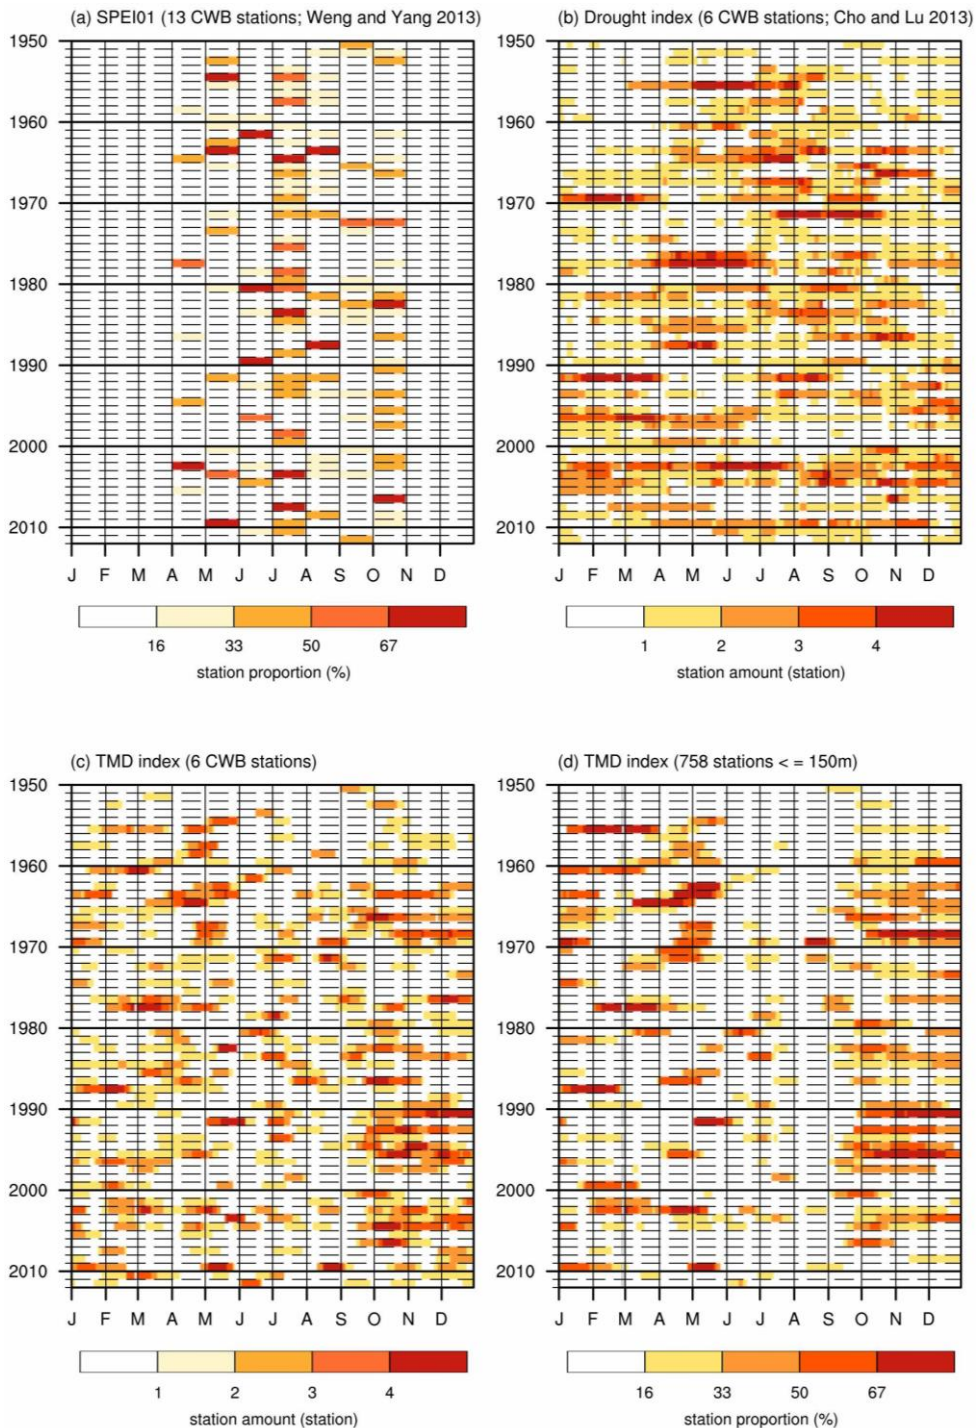 (a) SPEI01 (13 CWB stations; Weng and Yang 2013)
1950
1960
1970
1980
1990
2000
2010
J F M A M J J A S O N D
16 33 50 67
station proportion (%)
(b) Drought index (6 CWB stations; Cho and Lu 2013)
1950
1960
1970
1980
1990
2000
2010
J F M A M J J A S O N D
1 2 3 4
station amount (station)
(c) TMD index (6 CWB stations)
1950
1960
1970
1980
1990
2000
2010
J F M A M J J A S O N D
1 2 3 4
station amount (station)
(d) TMD index (758 stations < = 150m)
1950
1960
1970
1980
1990
2000
2010
J F M A M J J A S O N D
16 33 50 67
station proportion (%)